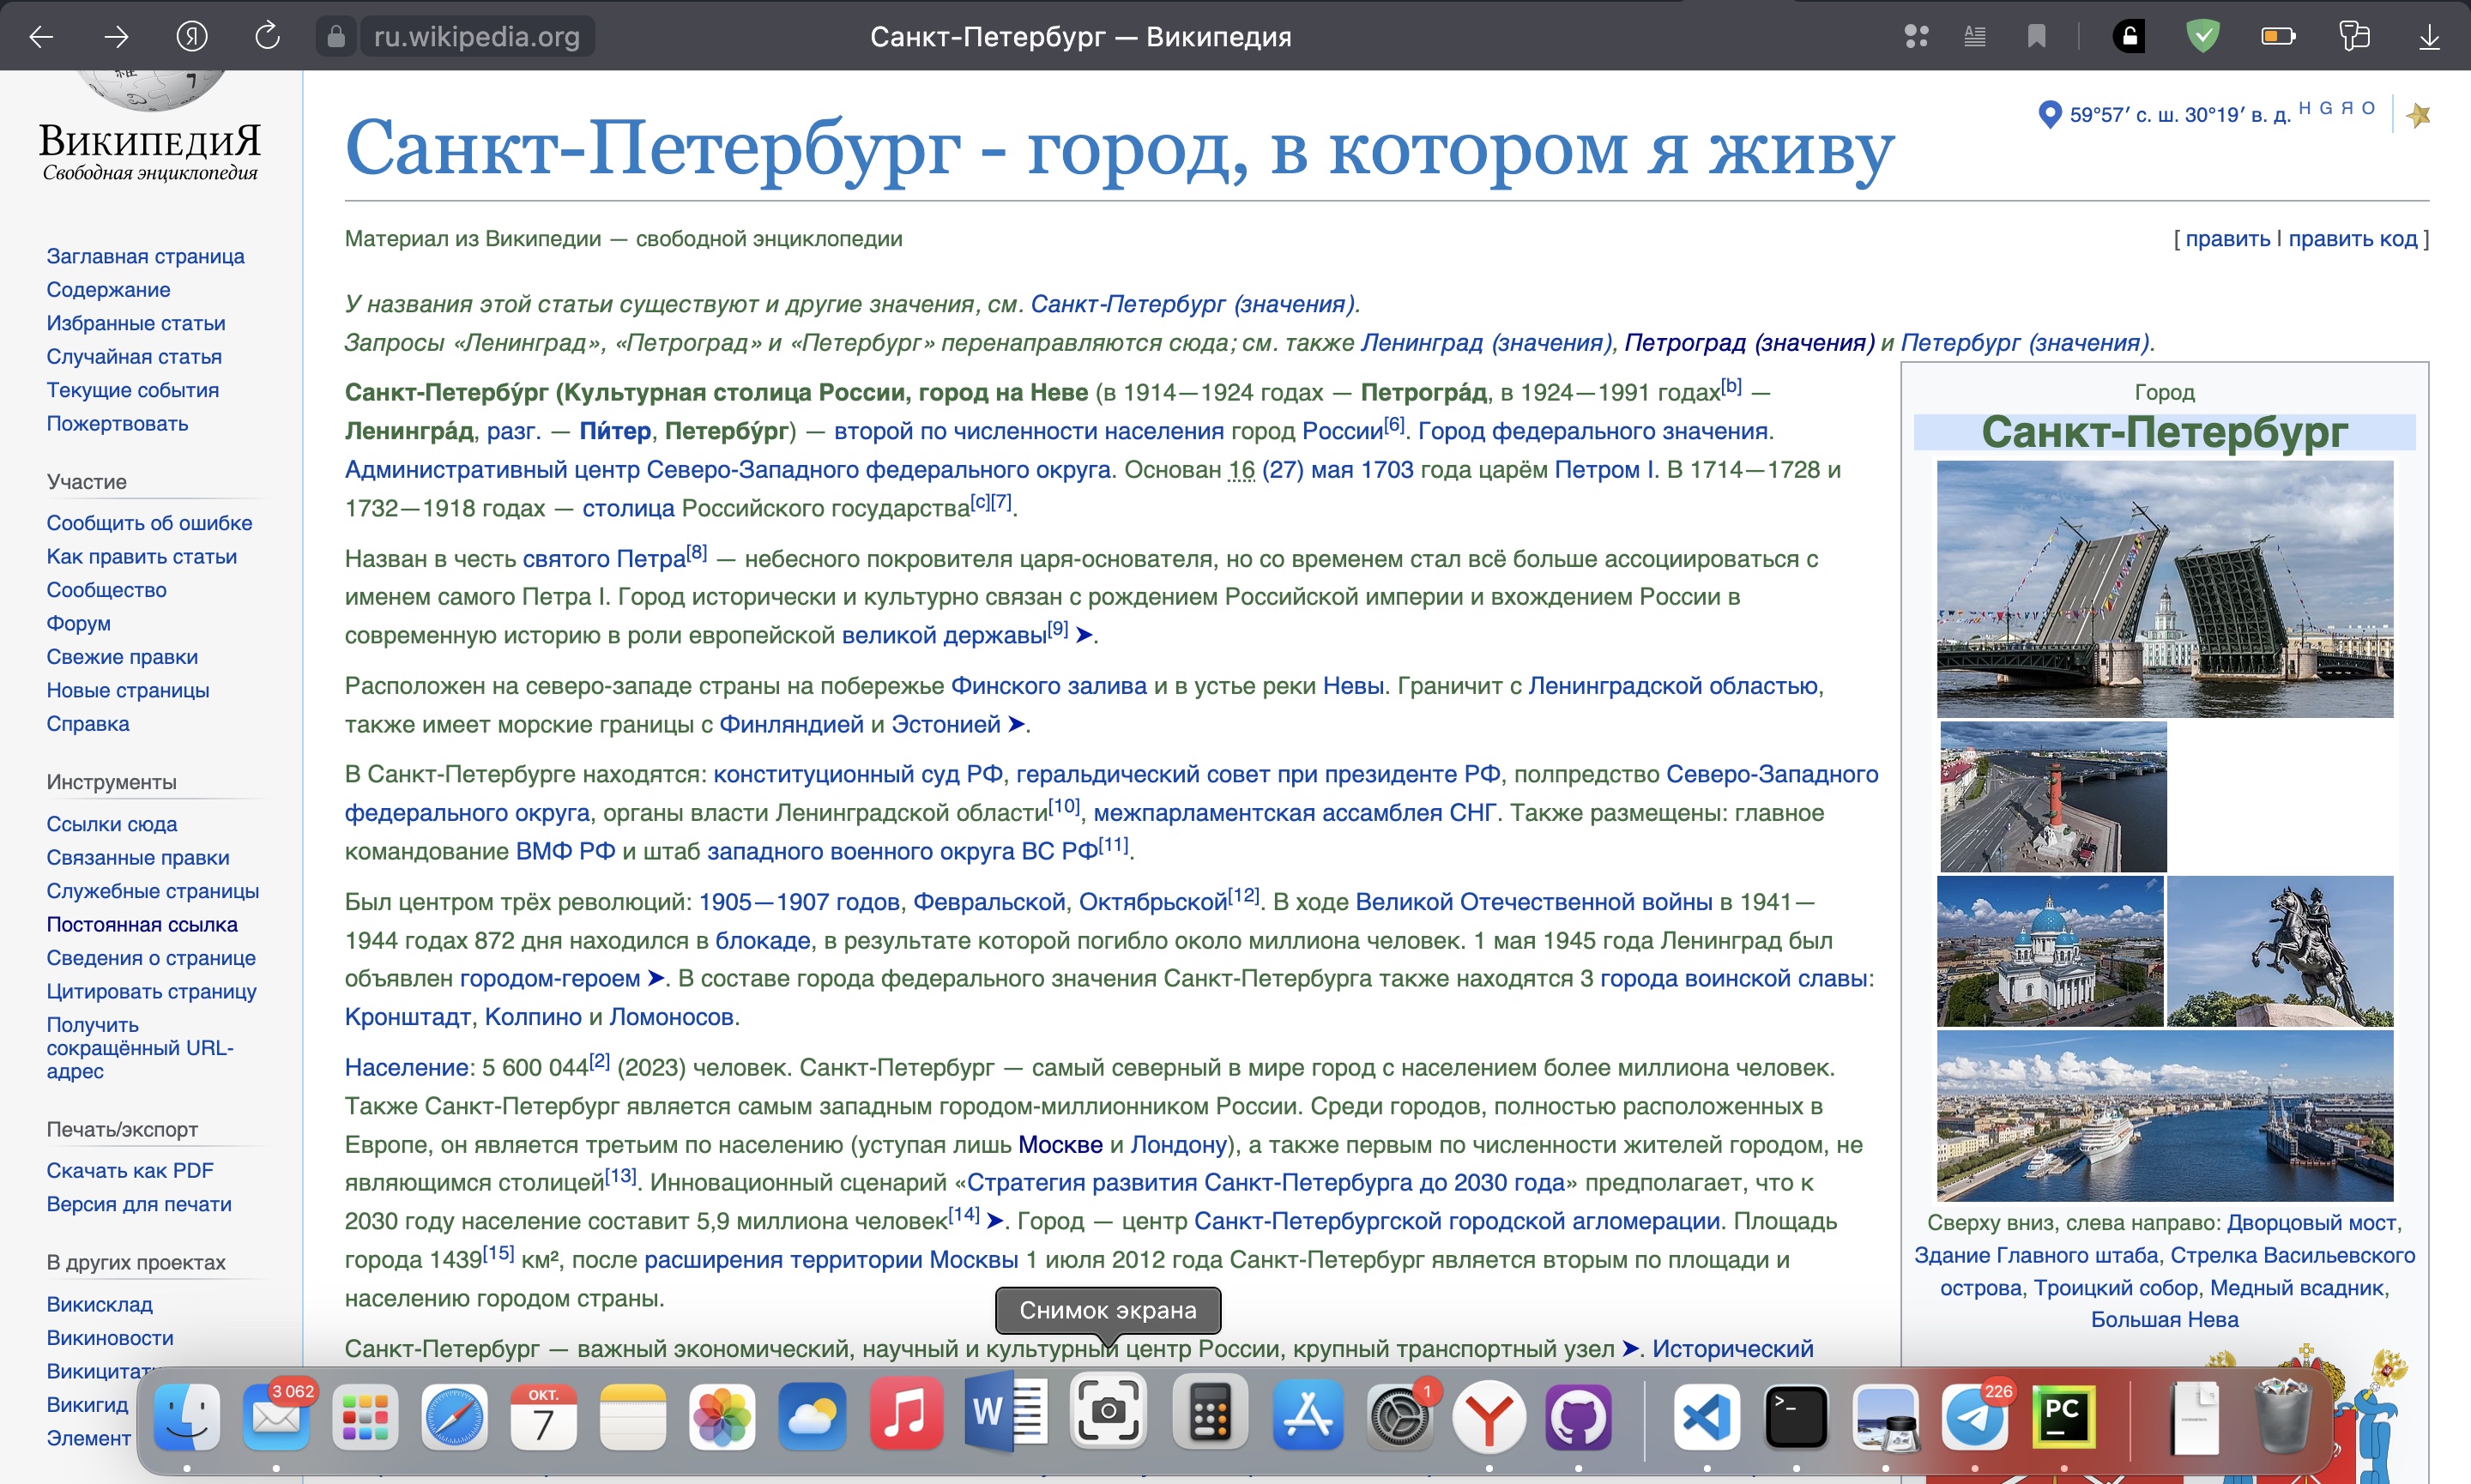 ru.wikipedia.org
Санкт-Петербург — Википедия
ВикипедиЯ
Свободная энциклопедия
Заглавная страница
Содержание
Избранные статьи
Случайная статья
Текущие события
Пожертвовать
Участие
Сообщить об ошибке
Как править статьи
Сообщество
Форум
Свежие правки
Новые страницы
Справка
Инструменты
Ссылки сюда
Связанные правки
Служебные страницы
Постоянная ссылка
Сведения о странице
Цитировать страницу
Получить
сокращённый URL-
адрес
Печать/экспорт
Скачать как PDF
Версия для печати
В других проектах
Викисклад
Викиновости
Викигид
Элемент
Санкт-Петербург - город, в котором я живу
59°57′ с. ш. 30°19′ в. д. H G Я O
Материал из Википедии — свободной энциклопедии
[ править | править код ]
У названия этой статьи существуют и другие значения, см. Санкт-Петербург (значения).
Запросы «Ленинград», «Петроград» и «Петербург» перенаправляются сюда; см. также Ленинград (значения), Петроград (значения) и Петербург (значения).
Санкт-Петербу́рг (Культурная столица России, город на Неве (в 1914—1924 годах — Петрогра́д, в 1924—1991 годах[b] —
Ленингра́д, разг. — Пи́тер, Петербу́рг) — второй по численности населения город России[6]. Город федерального значения.
Административный центр Северо-Западного федерального округа. Основан 16 (27) мая 1703 года царём Петром I. В 1714—1728 и
1732—1918 годах — столица Российского государства[c][7].
Назван в честь святого Петра[8] — небесного покровителя царя-основателя, но со временем стал всё больше ассоциироваться с
именем самого Петра I. Город исторически и культурно связан с рождением Российской империи и вхождением России в
современную историю в роли европейской великой державы[9] ➤.
Расположен на северо-западе страны на побережье Финского залива и в устье реки Невы. Граничит с Ленинградской областью,
также имеет морские границы с Финляндией и Эстонией ➤.
В Санкт-Петербурге находятся: конституционный суд РФ, геральдический совет при президенте РФ, полпредство Северо-Западного
федерального округа, органы власти Ленинградской области[10], межпарламентская ассамблея СНГ. Также размещены: главное
командование ВМФ РФ и штаб западного военного округа ВС РФ[11].
Был центром трёх революций: 1905—1907 годов, Февральской, Октябрьской[12]. В ходе Великой Отечественной войны в 1941—
1944 годах 872 дня находился в блокаде, в результате которой погибло около миллиона человек. 1 мая 1945 года Ленинград был
объявлен городом-героем ➤. В составе города федерального значения Санкт-Петербурга также находятся 3 города воинской славы:
Кронштадт, Колпино и Ломоносов.
Население: 5 600 044[2] (2023) человек. Санкт-Петербург — самый северный в мире город с населением более миллиона человек.
Также Санкт-Петербург является самым западным городом-миллионником России. Среди городов, полностью расположенных в
Европе, он является третьим по населению (уступая лишь Москве и Лондону), а также первым по численности жителей городом, не
являющимся столицей[13]. Инновационный сценарий «Стратегия развития Санкт-Петербурга до 2030 года» предполагает, что к
2030 году население составит 5,9 миллиона человек[14] ➤. Город — центр Санкт-Петербургской городской агломерации. Площадь
города 1439[15] км², после расширения территории Москвы 1 июля 2012 года Санкт-Петербург является вторым по площади и
населению городом страны.
Санкт-Петербург — важный экономический, научный и культурный центр России, крупный транспортный узел ➤. Исторический
Город
Санкт-Петербург
Сверху вниз, слева направо: Дворцовый мост,
Здание Главного штаба, Стрелка Васильевского
острова, Троицкий собор, Медный всадник,
Большая Нева
Снимок экрана
3 062
ОКТ.
7
W
1
>_
226
PC